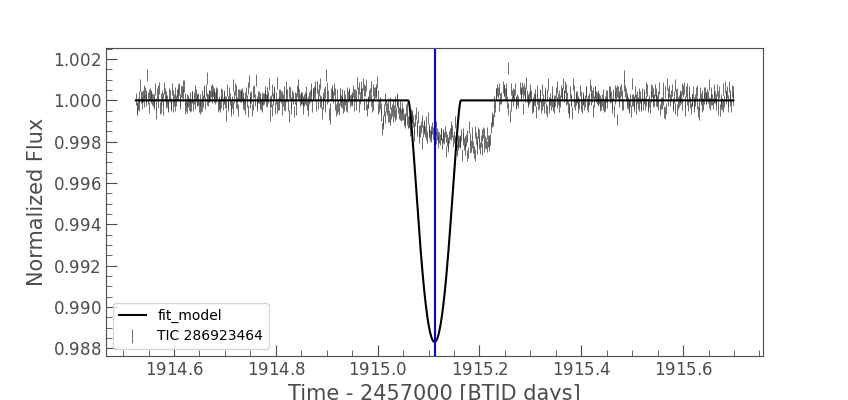 1.002
1.000
0.998
0.996
0.994
0.992
0.990
0.988
Normalized Flux
fit_model
TIC 286923464
1914.6 1914.8 1915.0 1915.2 1915.4 1915.6
Time - 2457000 [BTJD days]